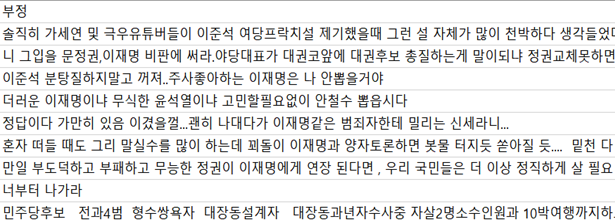 부정
솔직히 가세연 및 극우유튜버들이 이준석 여당프락치설 제기했을때 그런 설 자체가 많이 천박하다 생각들었
니 그입을 문정권,이재명 비판에 써라.야당대표가 대권코앞에 대권후보 총질하는게 말이되냐 정권교체못하면
이준석 분탕질하지말고 꺼져..주사좋아하는 이재명은 나 안뽑을거야
더러운 이재명이냐 무식한 윤석열이냐 고민할필요없이 안철수 뽑읍시다
정답이다 가만히 있음 이겼을껄...괜히 나대다가 이재명같은 범죄자한테 밀리는 신세라니...
혼자 떠들 때도 그리 말실수를 많이 하는데 꾀돌이 이재명과 양자토론하면 봇물 터지듯 쏟아질 듯.... 밑천 다
만일 부도덕하고 부패하고 무능한 정권이 이재명에게 연장 된다면 , 우리 국민들은 더 이상 정직하게 살 필요
너부터 나가라
민주당후보 전과4범 형수쌍욕자 대장동설계자 대장동과년자수사중 자살2명소수인원과 10박여행까지하